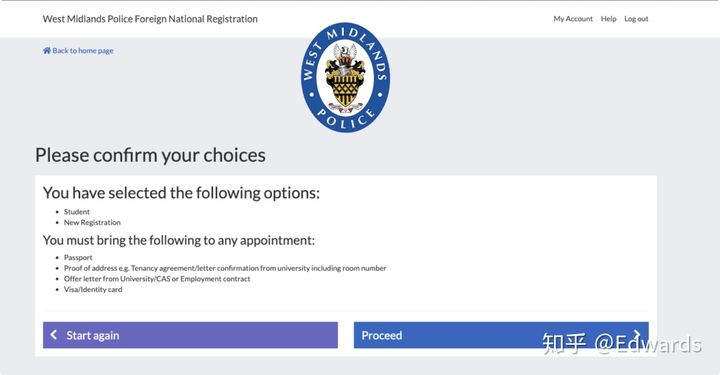 West Midlands Police Foreign National Registration
My Account Help Log out
Back to home page
WEST MIDLANDS
POLICE
Please confirm your choices
You have selected the following options:
Student
New Registration
You must bring the following to any appointment:
Passport
Proof of address e.g. Tenancy agreement/letter confirmation from university including room number
Offer letter from University/CAS or Employment contract
Visa/Identity card
Start again
Proceed
知乎 @Edwards